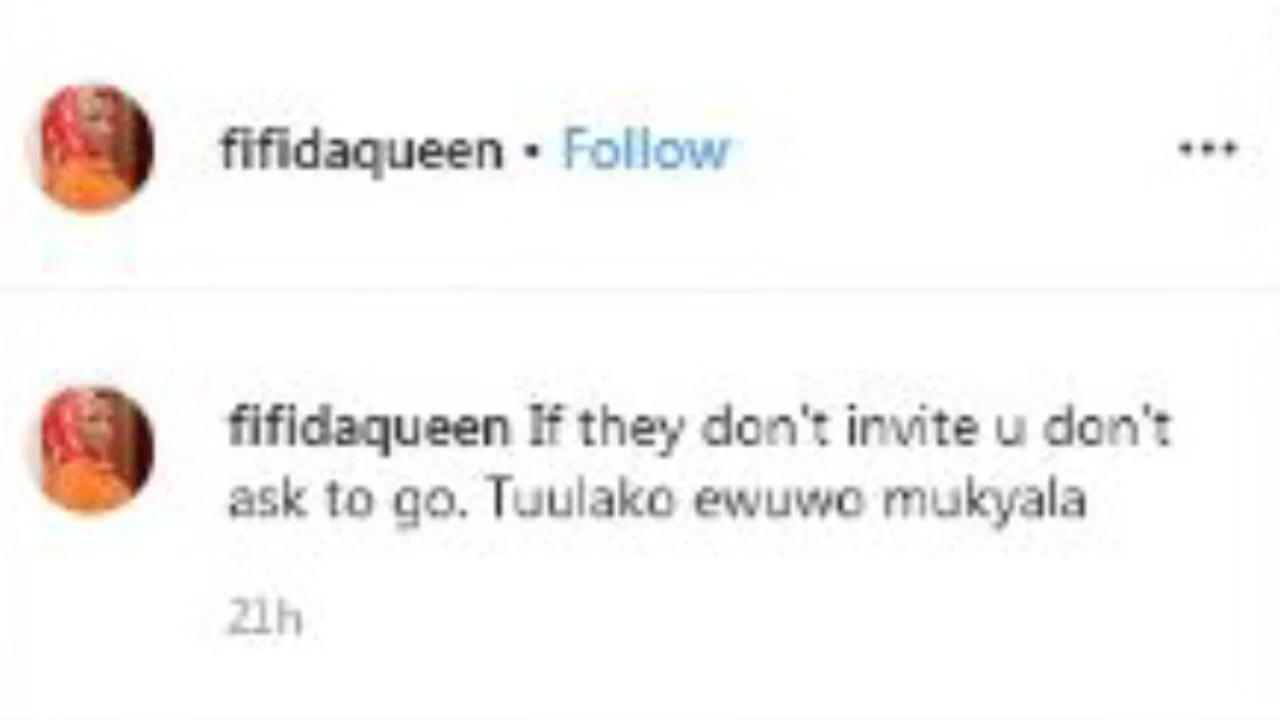 fifidaqueen • Follow
fifidaqueen If they don't invite u don't
ask to go. Tuulako ewuwo mukyala
21h